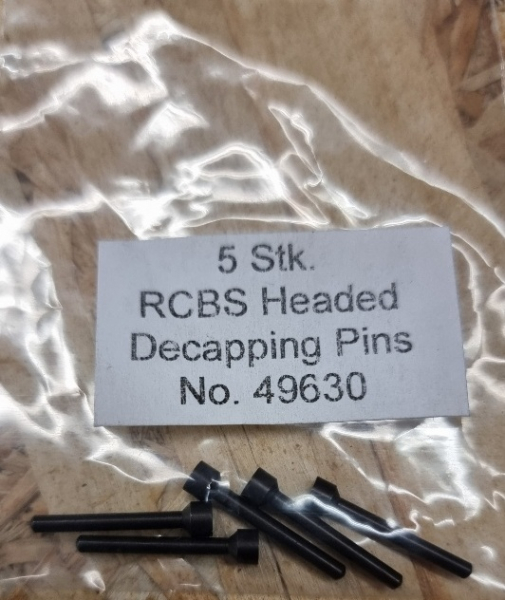 5 Stk.
RCBS Headed
Decapping Pins
No. 49630